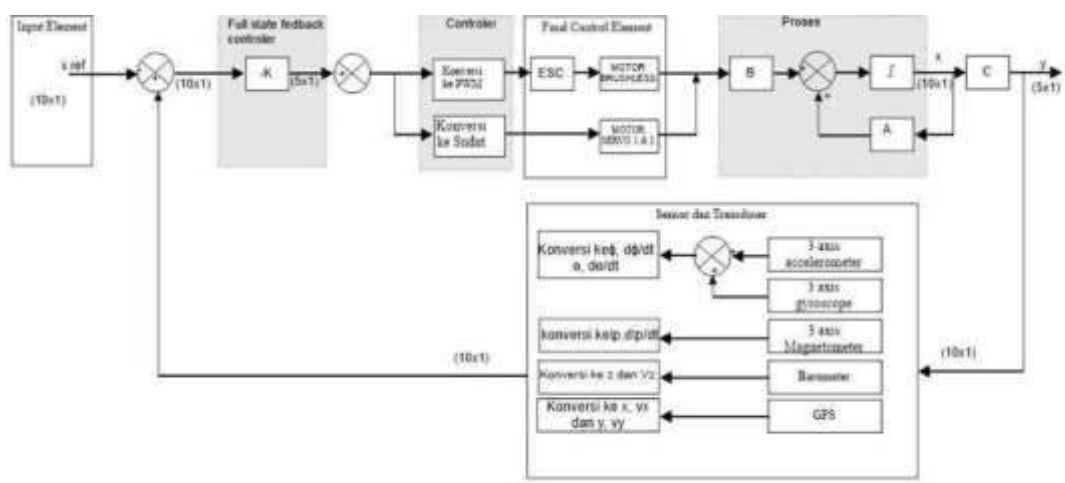 Input Element
x ref
(10x1)
(10x1)
Full state fedback
controler
-K
(5x1)
Controler
Konversi
ke PWM
Konversi
ke Sudut
Final Control Element
ESC
MOTOR
BRUSHLESS
MOTOR
SERVO 1 & 2
Proses
B
∫
x
(10x1)
A
C
y
(5x1)
Sensor dan Transduser
Konversi keϕ, dϕ/dt
θ, dθ/dt
3 axis
accelerometer
3 axis
gyroscope
konversi keψ dψ/dt
3 axis
Magnetometer
Konversi ke z dan Vz
Barometer
Konversi ke x, vx
dan y, vy
GPS
(10x1)
(10x1)